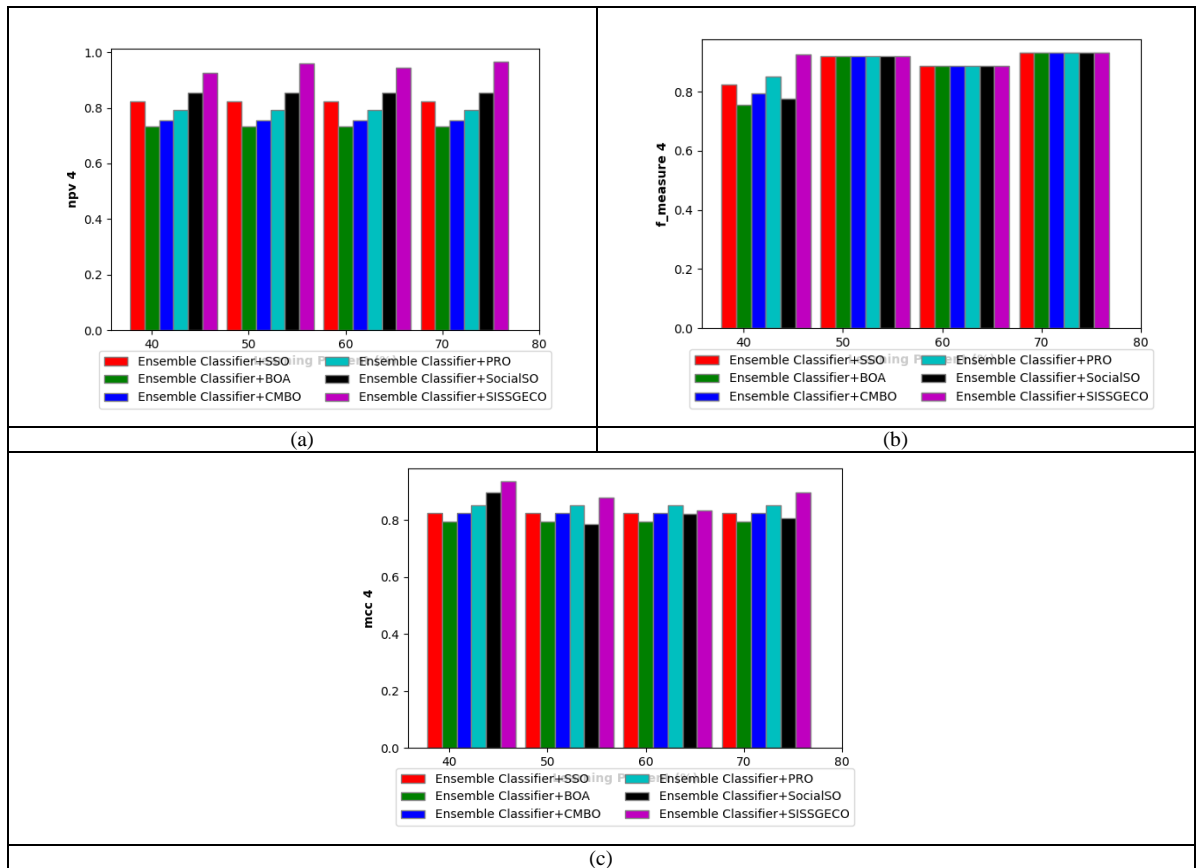 1.0
0.8
0.6
0.4
0.2
0.0
npv 4
40 50 60 70 80
Ensemble Classifier+SSO
Ensemble Classifier+BOA
Ensemble Classifier+CMBO
Ensemble Classifier+PRO
Ensemble Classifier+SocialSO
Ensemble Classifier+SISSGECO
(a)
0.8
0.6
0.4
0.2
0.0
f_measure 4
40 50 60 70 80
Ensemble Classifier+SSO
Ensemble Classifier+BOA
Ensemble Classifier+CMBO
Ensemble Classifier+PRO
Ensemble Classifier+SocialSO
Ensemble Classifier+SISSGECO
(b)
0.8
0.6
0.4
0.2
0.0
mcc 4
40 50 60 70 80
Ensemble Classifier+SSO
Ensemble Classifier+BOA
Ensemble Classifier+CMBO
Ensemble Classifier+PRO
Ensemble Classifier+SocialSO
Ensemble Classifier+SISSGECO
(c)